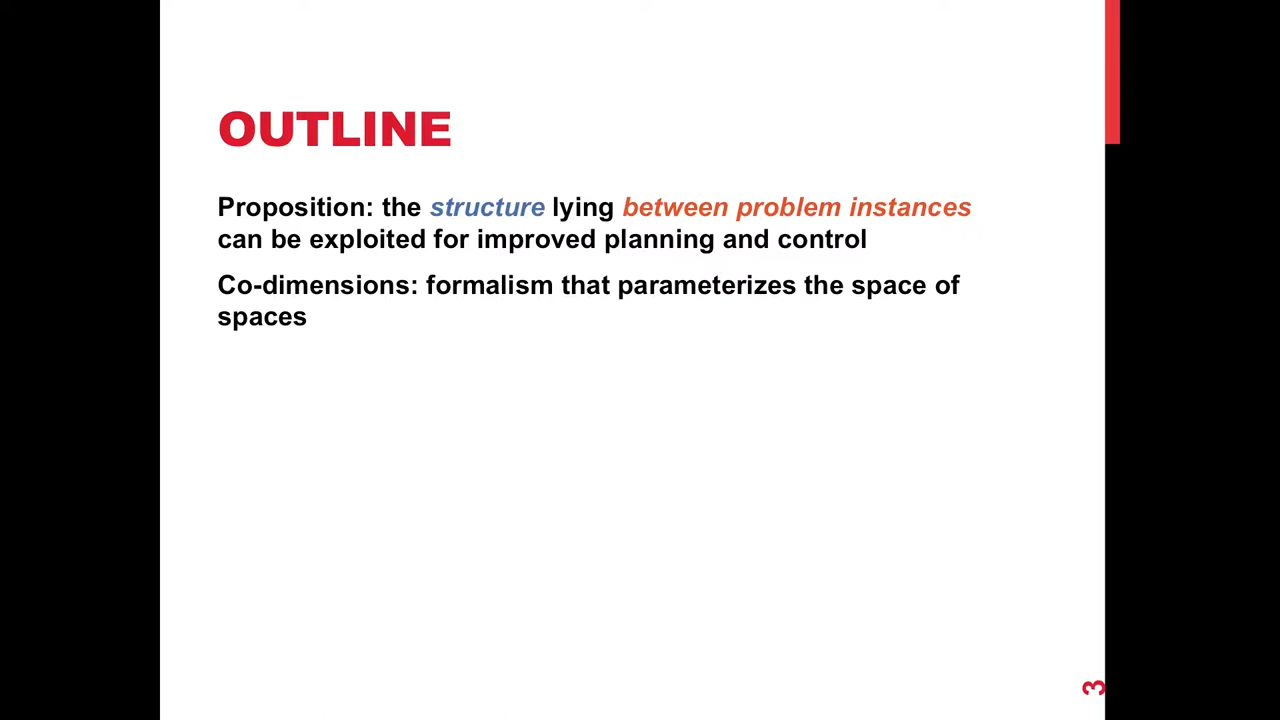 OUTLINE
Proposition: the structure lying between problem instances
can be exploited for improved planning and control
Co-dimensions: formalism that parameterizes the space of
spaces
3